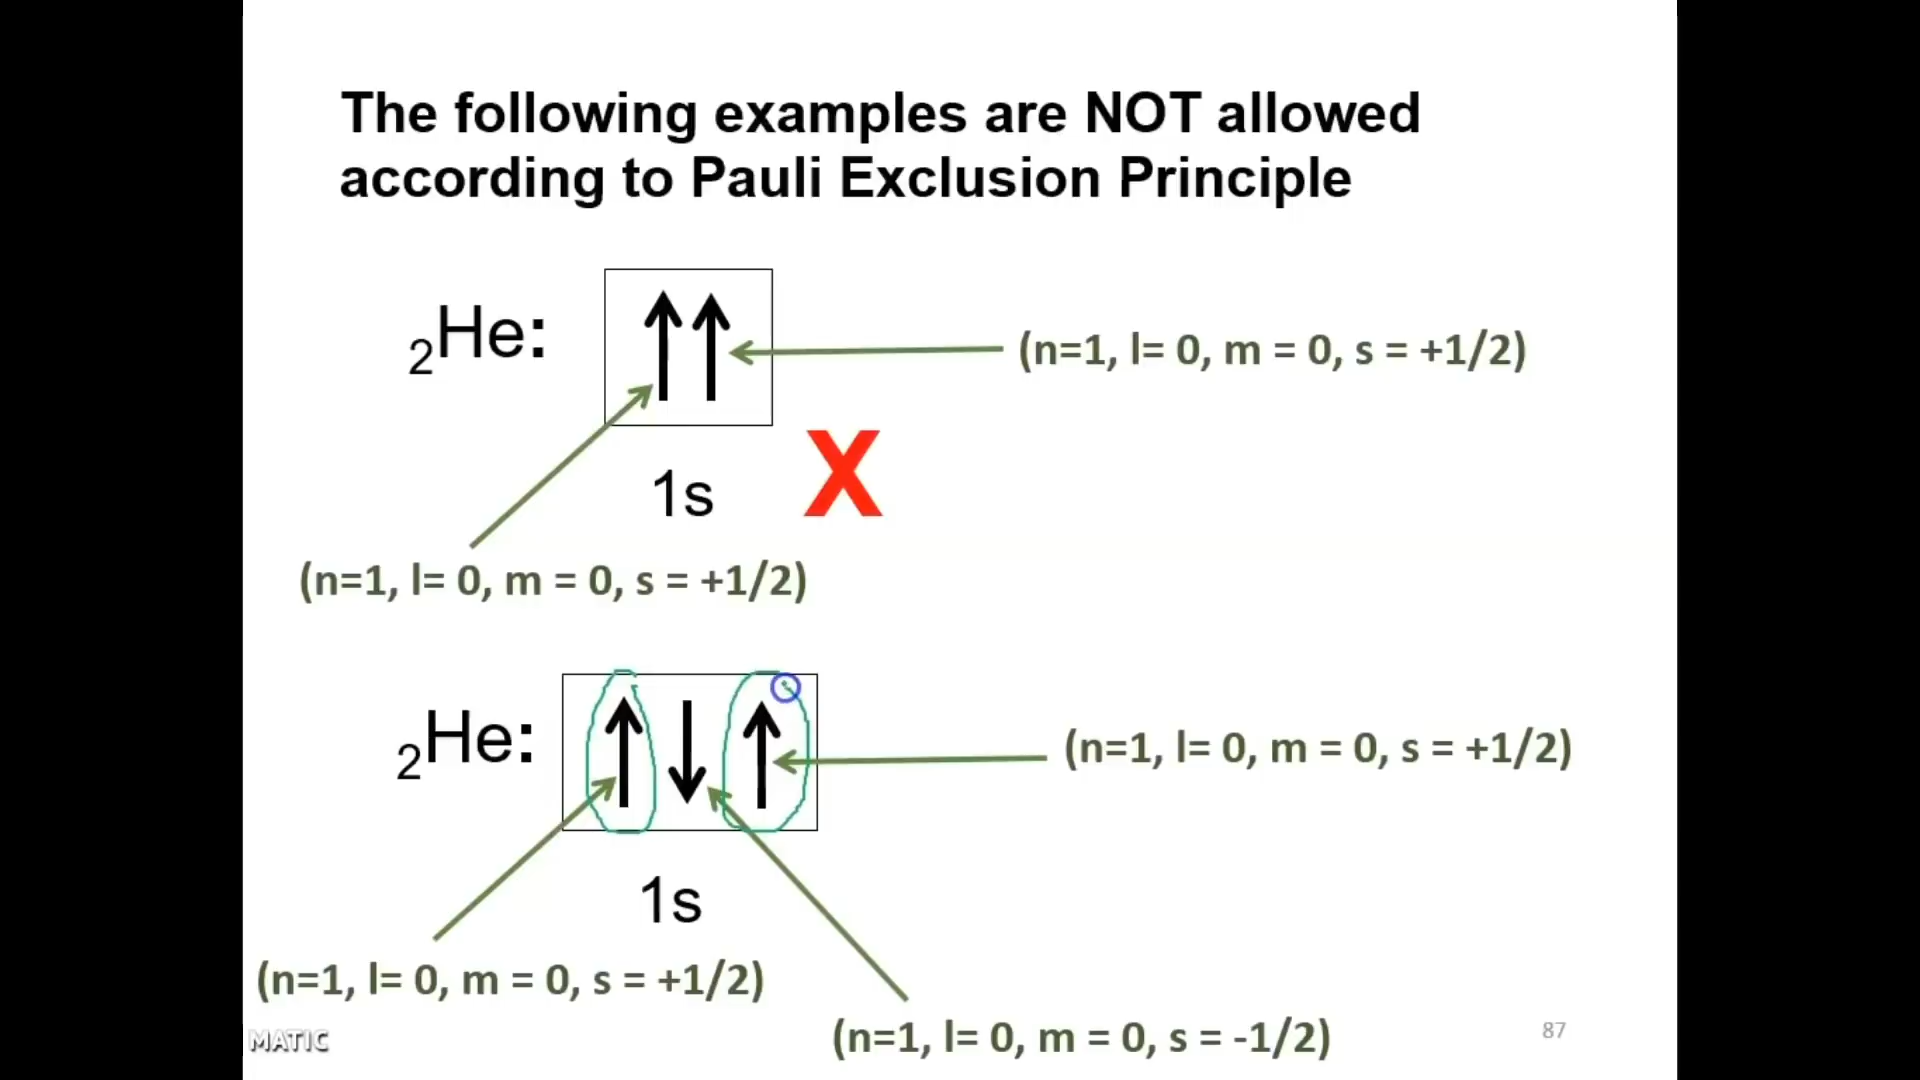 The following examples are NOT allowed
according to Pauli Exclusion Principle
2He:
(n=1, l= 0, m = 0, s = +1/2)
X
1s
(n=1, l= 0, m = 0, s = +1/2)
2He:
(n=1, l= 0, m = 0, s = +1/2)
1s
(n=1, l= 0, m = 0, s = +1/2)
(n=1, l= 0, m = 0, s = -1/2)
MATIC
87